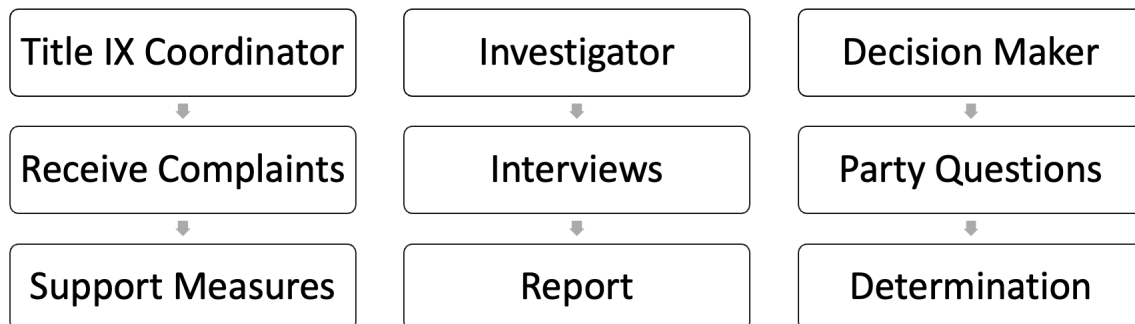 Title IX Coordinator
Receive Complaints
Support Measures
Investigator
Interviews
Report
Decision Maker
Party Questions
Determination